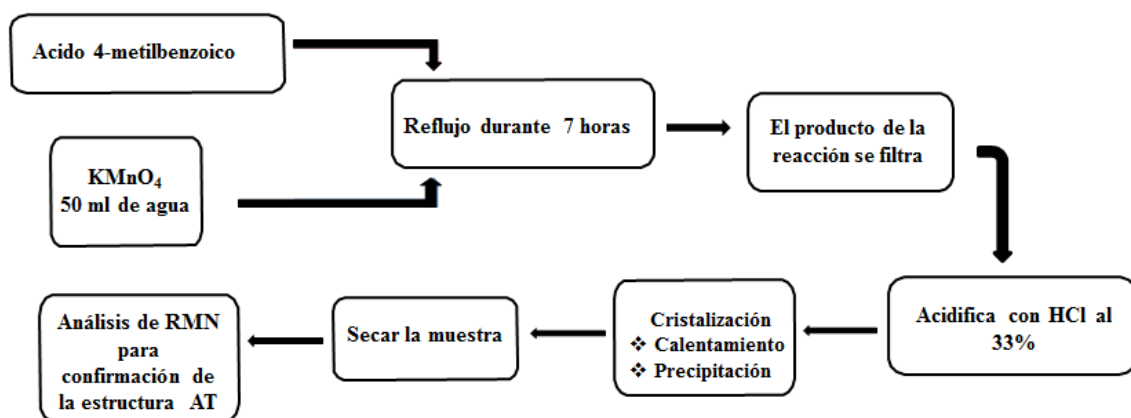 Acido 4-metilbenzoico
KMnO₄
50 ml de agua
Reflujo durante 7 horas
El producto de la
reacción se filtra
Acidifica con HCl al
33%
Cristalización
❖ Calentamiento
❖ Precipitación
Secar la muestra
Análisis de RMN
para
confirmación de
la estructura AT